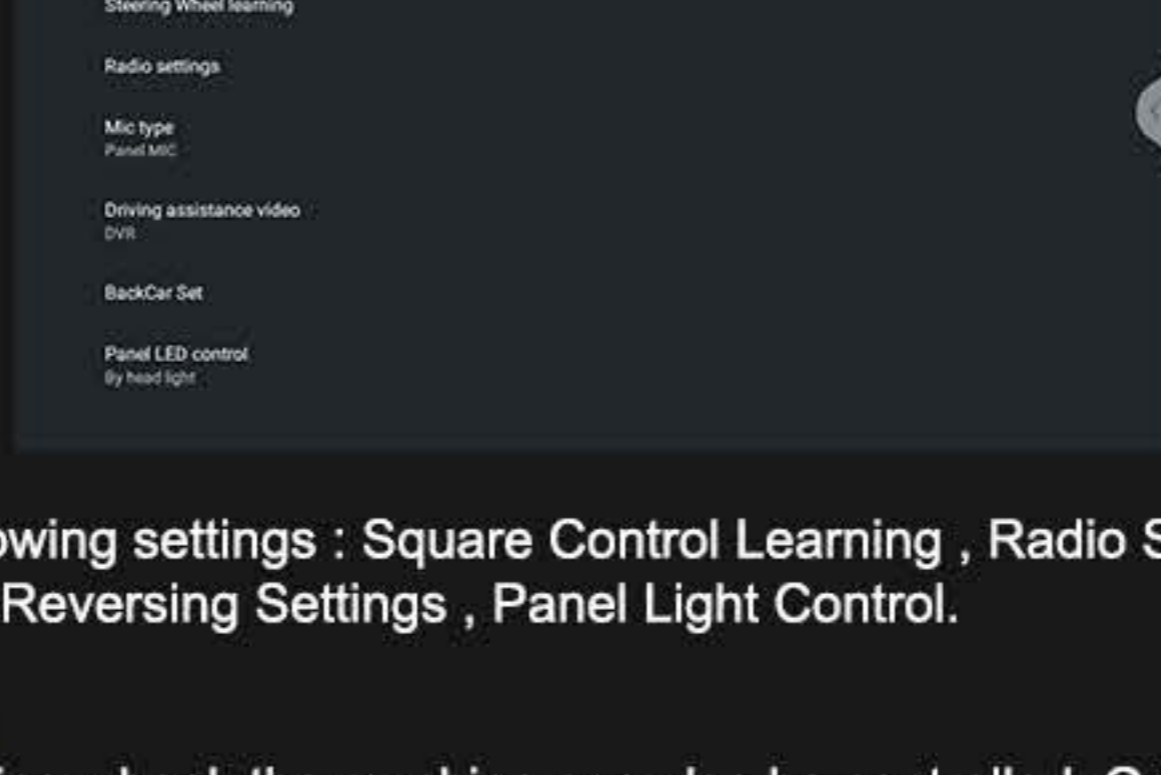 Steering Wheel learning
Radio settings
Mic type
Panel MIC
Driving assistance video
DVR
BackCar Set
Panel LED control
By head light
owing settings : Square Control Learning , Radio S
Reversing Settings , Panel Light Control.